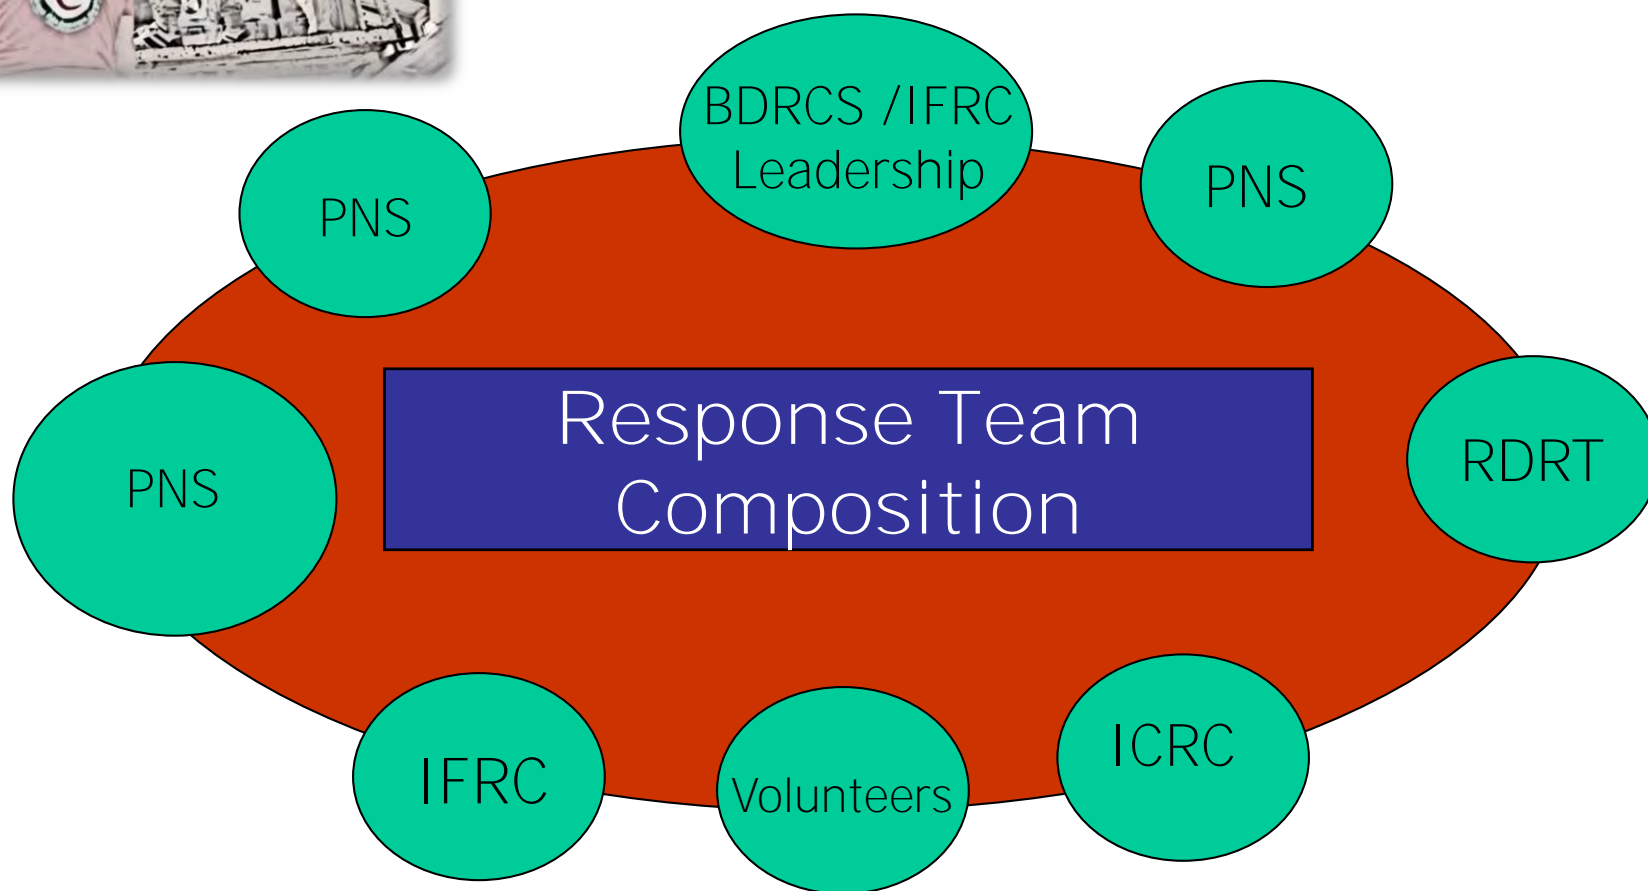 BDRCS /IFRC
Leadership
PNS
PNS
Response Team
Composition
PNS
RDRT
IFRC
Volunteers
ICRC